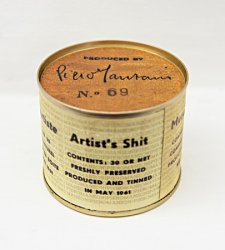 PRODUCED BY
Piero Manzoni
N.º 69
Artist's Shit
CONTENTS: 30 GR NET
FRESHLY PRESERVED
PRODUCED AND TINNED
IN MAY 1961